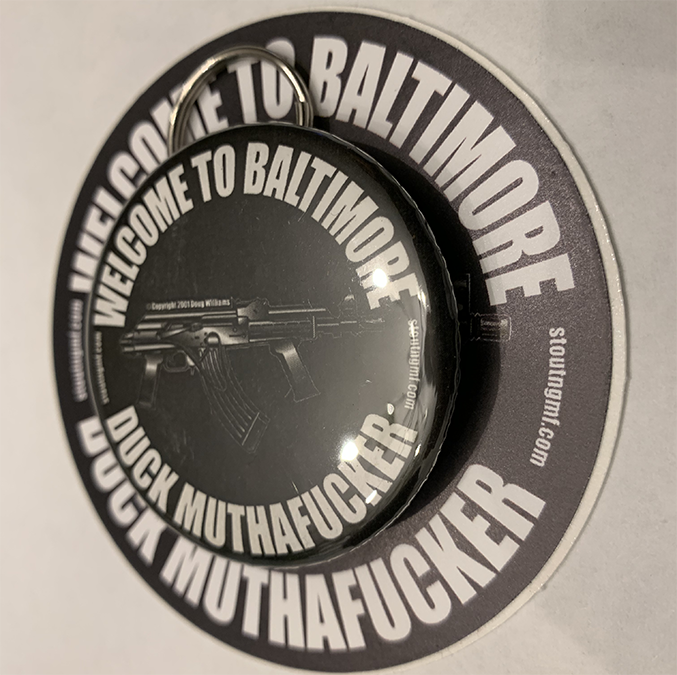 WELCOME TO BALTIMORE
WELCOME TO BALTIMORE
©Copyright 2001 Doug Williams
stoutngmf.com
stoutngmf.com
DUCK MUTHAFUCKER
DUCK MUTHAFUCKER